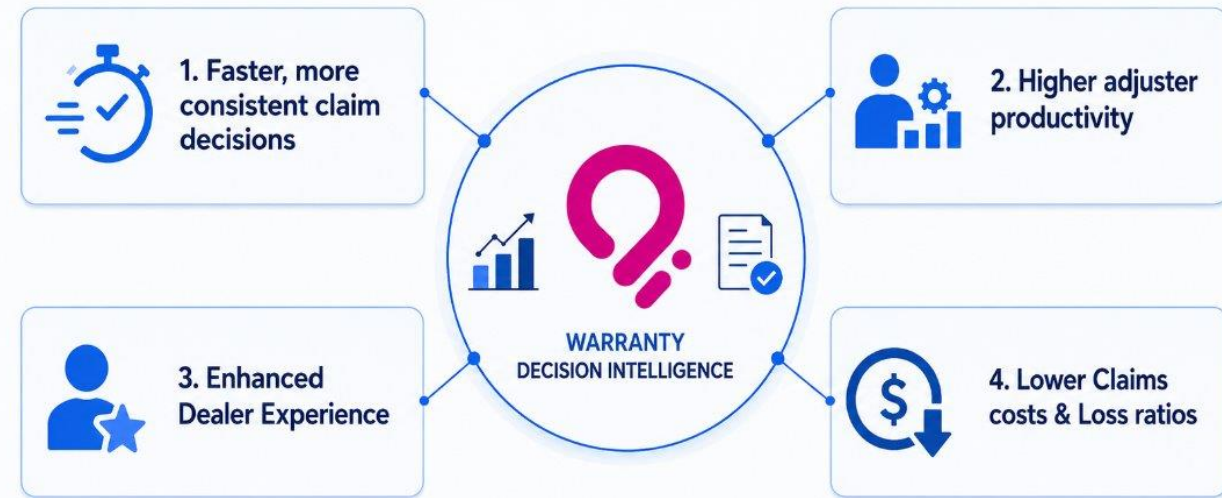 1. Faster, more
consistent claim
decisions
2. Higher adjuster
productivity
$
WARRANTY
DECISION INTELLIGENCE
3. Enhanced
Dealer Experience
$
4. Lower Claims
costs & Loss ratios